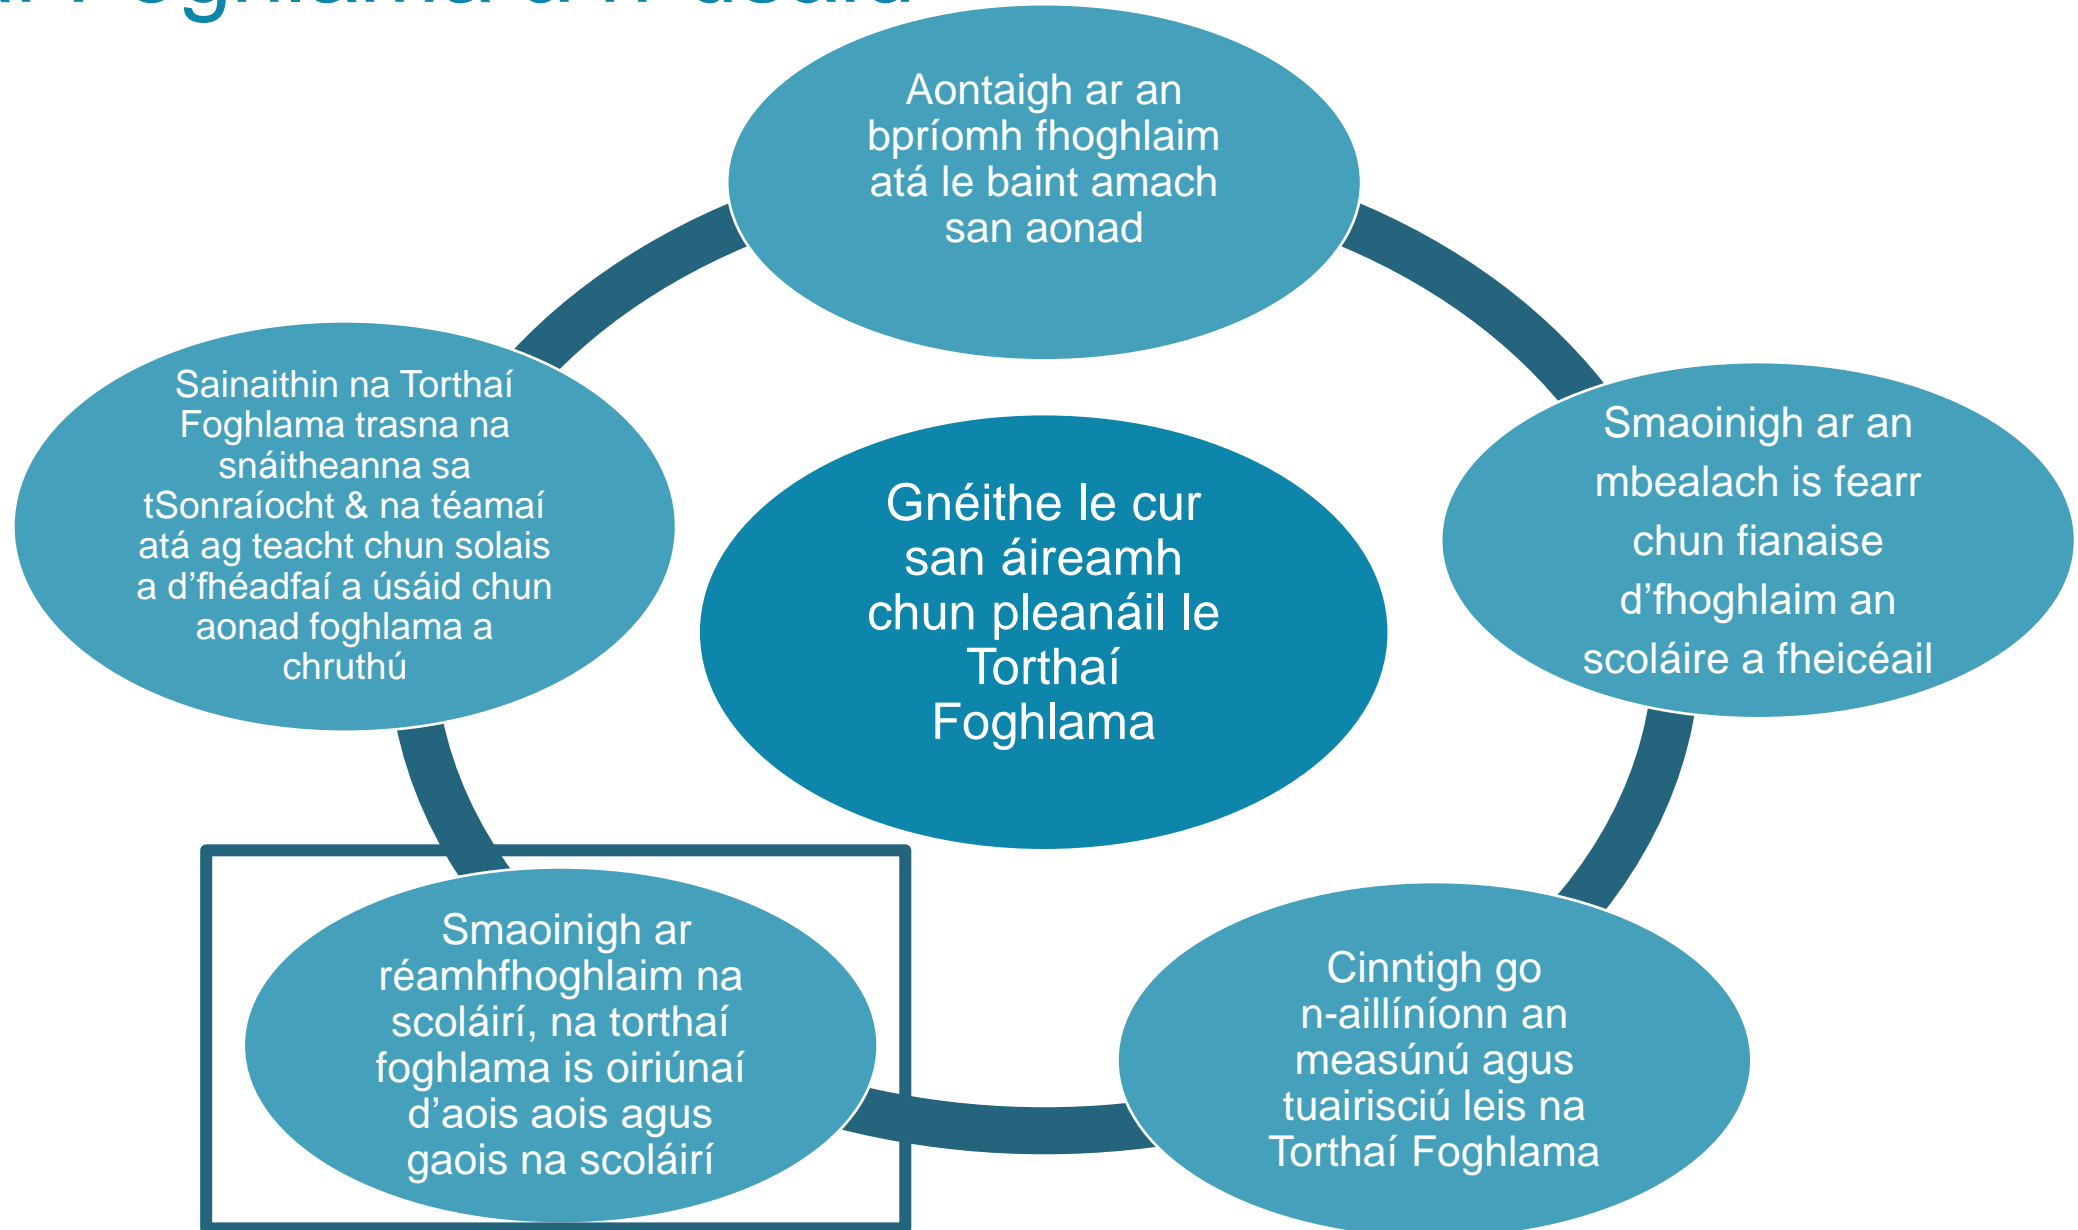 Foghlama a n-úsáid
Aontaigh ar an
bpríomh fhoghlaim
atá le baint amach
san aonad
Smaoinigh ar an
mbealach is fearr
chun fianaise
d'fhoghlaim an
scoláire a fheicéail
Cinntigh go
n-aillíníonn an
measúnú agus
tuairisciú leis na
Torthaí Foghlama
Smaoinigh ar
réamhfhoghlaim na
scoláirí, na torthaí
foghlama is oiriúnaí
d'aois aois agus
gaois na scoláirí
Sainaithin na Torthaí
Foghlama trasna na
snáitheanna sa
tSonraíocht & na téamaí
atá ag teacht chun solais
a d'fhéadfaí a úsáid chun
aonad foghlama a
chruthú
Gnéithe le cur
san áireamh
chun pleanáil le
Torthaí
Foghlama